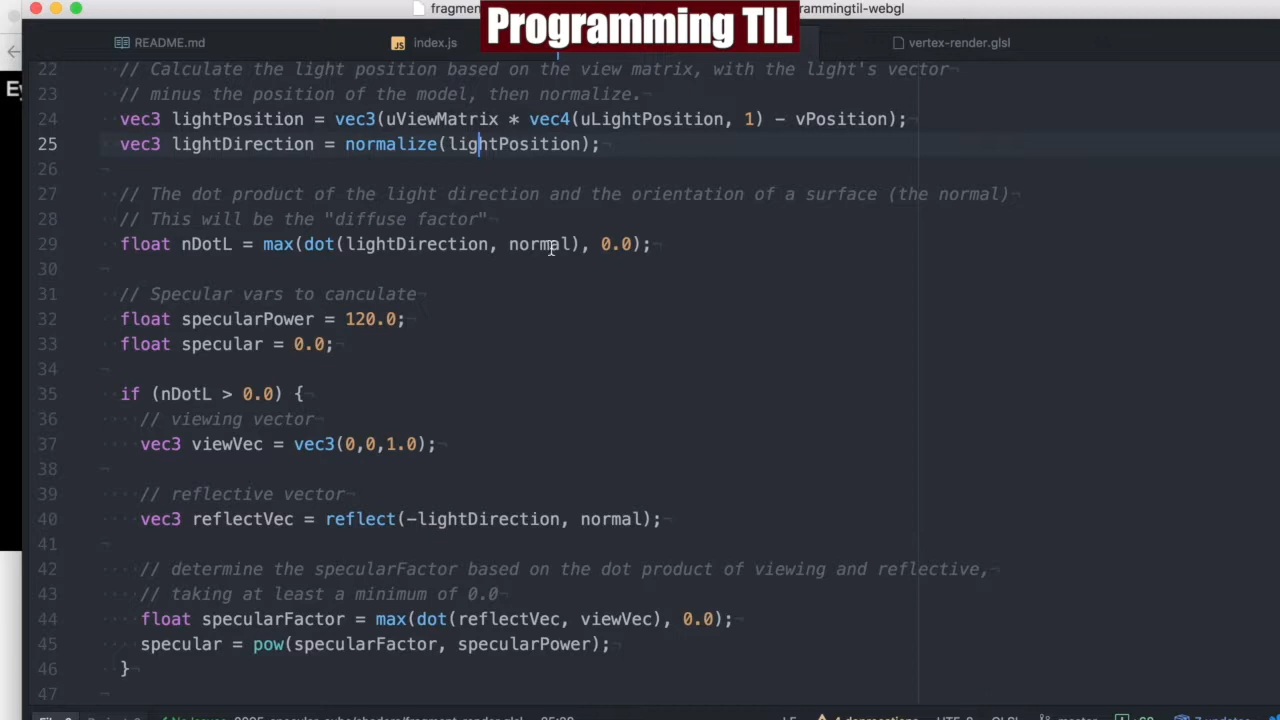 fragmen
rammingtil-webgl
Programming TIL
README.md
index.js
vertex-render.glsl
22 // Calculate the light position based on the view matrix, with the light's vector
23 // minus the position of the model, then normalize.
24 vec3 lightPosition = vec3(uViewMatrix * vec4(uLightPosition, 1) - vPosition);
25 vec3 lightDirection = normalize(lightPosition);
26
27 // The dot product of the light direction and the orientation of a surface (the normal)
28 // This will be the "diffuse factor"
29 float nDotL = max(dot(lightDirection, normal), 0.0);
30
31 // Specular vars to canculate
32 float specularPower = 120.0;
33 float specular = 0.0;
34
35 if (nDotL > 0.0) {
36 // viewing vector
37 vec3 viewVec = vec3(0,0,1.0);
38
39 // reflective vector
40 vec3 reflectVec = reflect(-lightDirection, normal);
41
42 // determine the specularFactor based on the dot product of viewing and reflective,
43 // taking at least a minimum of 0.0
44 float specularFactor = max(dot(reflectVec, viewVec), 0.0);
45 specular = pow(specularFactor, specularPower);
46 }
47